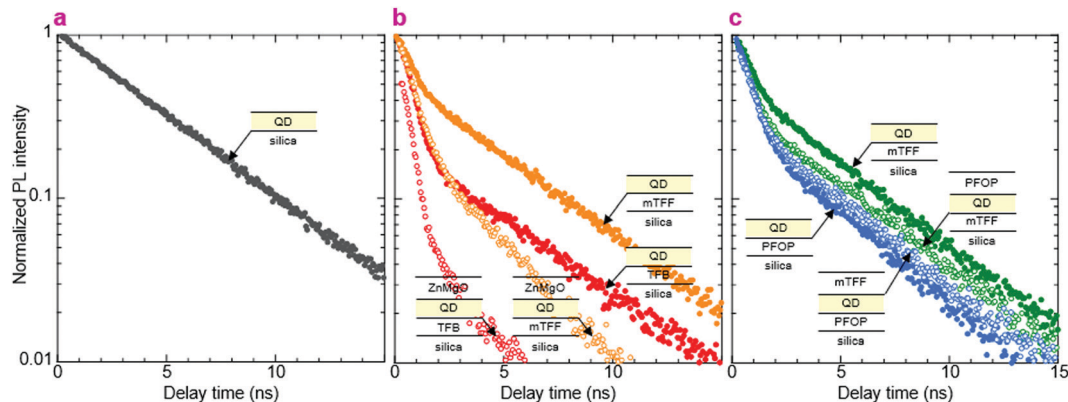 a
b
c
Normalized PL intensity
1
0.1
0.01
QD
silica
0
5
10
Delay time (ns)
QD
mTFF
silica
QD
TFB
silica
ZnMgO
QD
TFB
silica
ZnMgO
QD
mTFF
silica
0
5
10
Delay time (ns)
QD
mTFF
silica
PFOP
QD
mTFF
silica
QD
PFOP
silica
mTFF
QD
PFOP
silica
0
5
10
15
Delay time (ns)